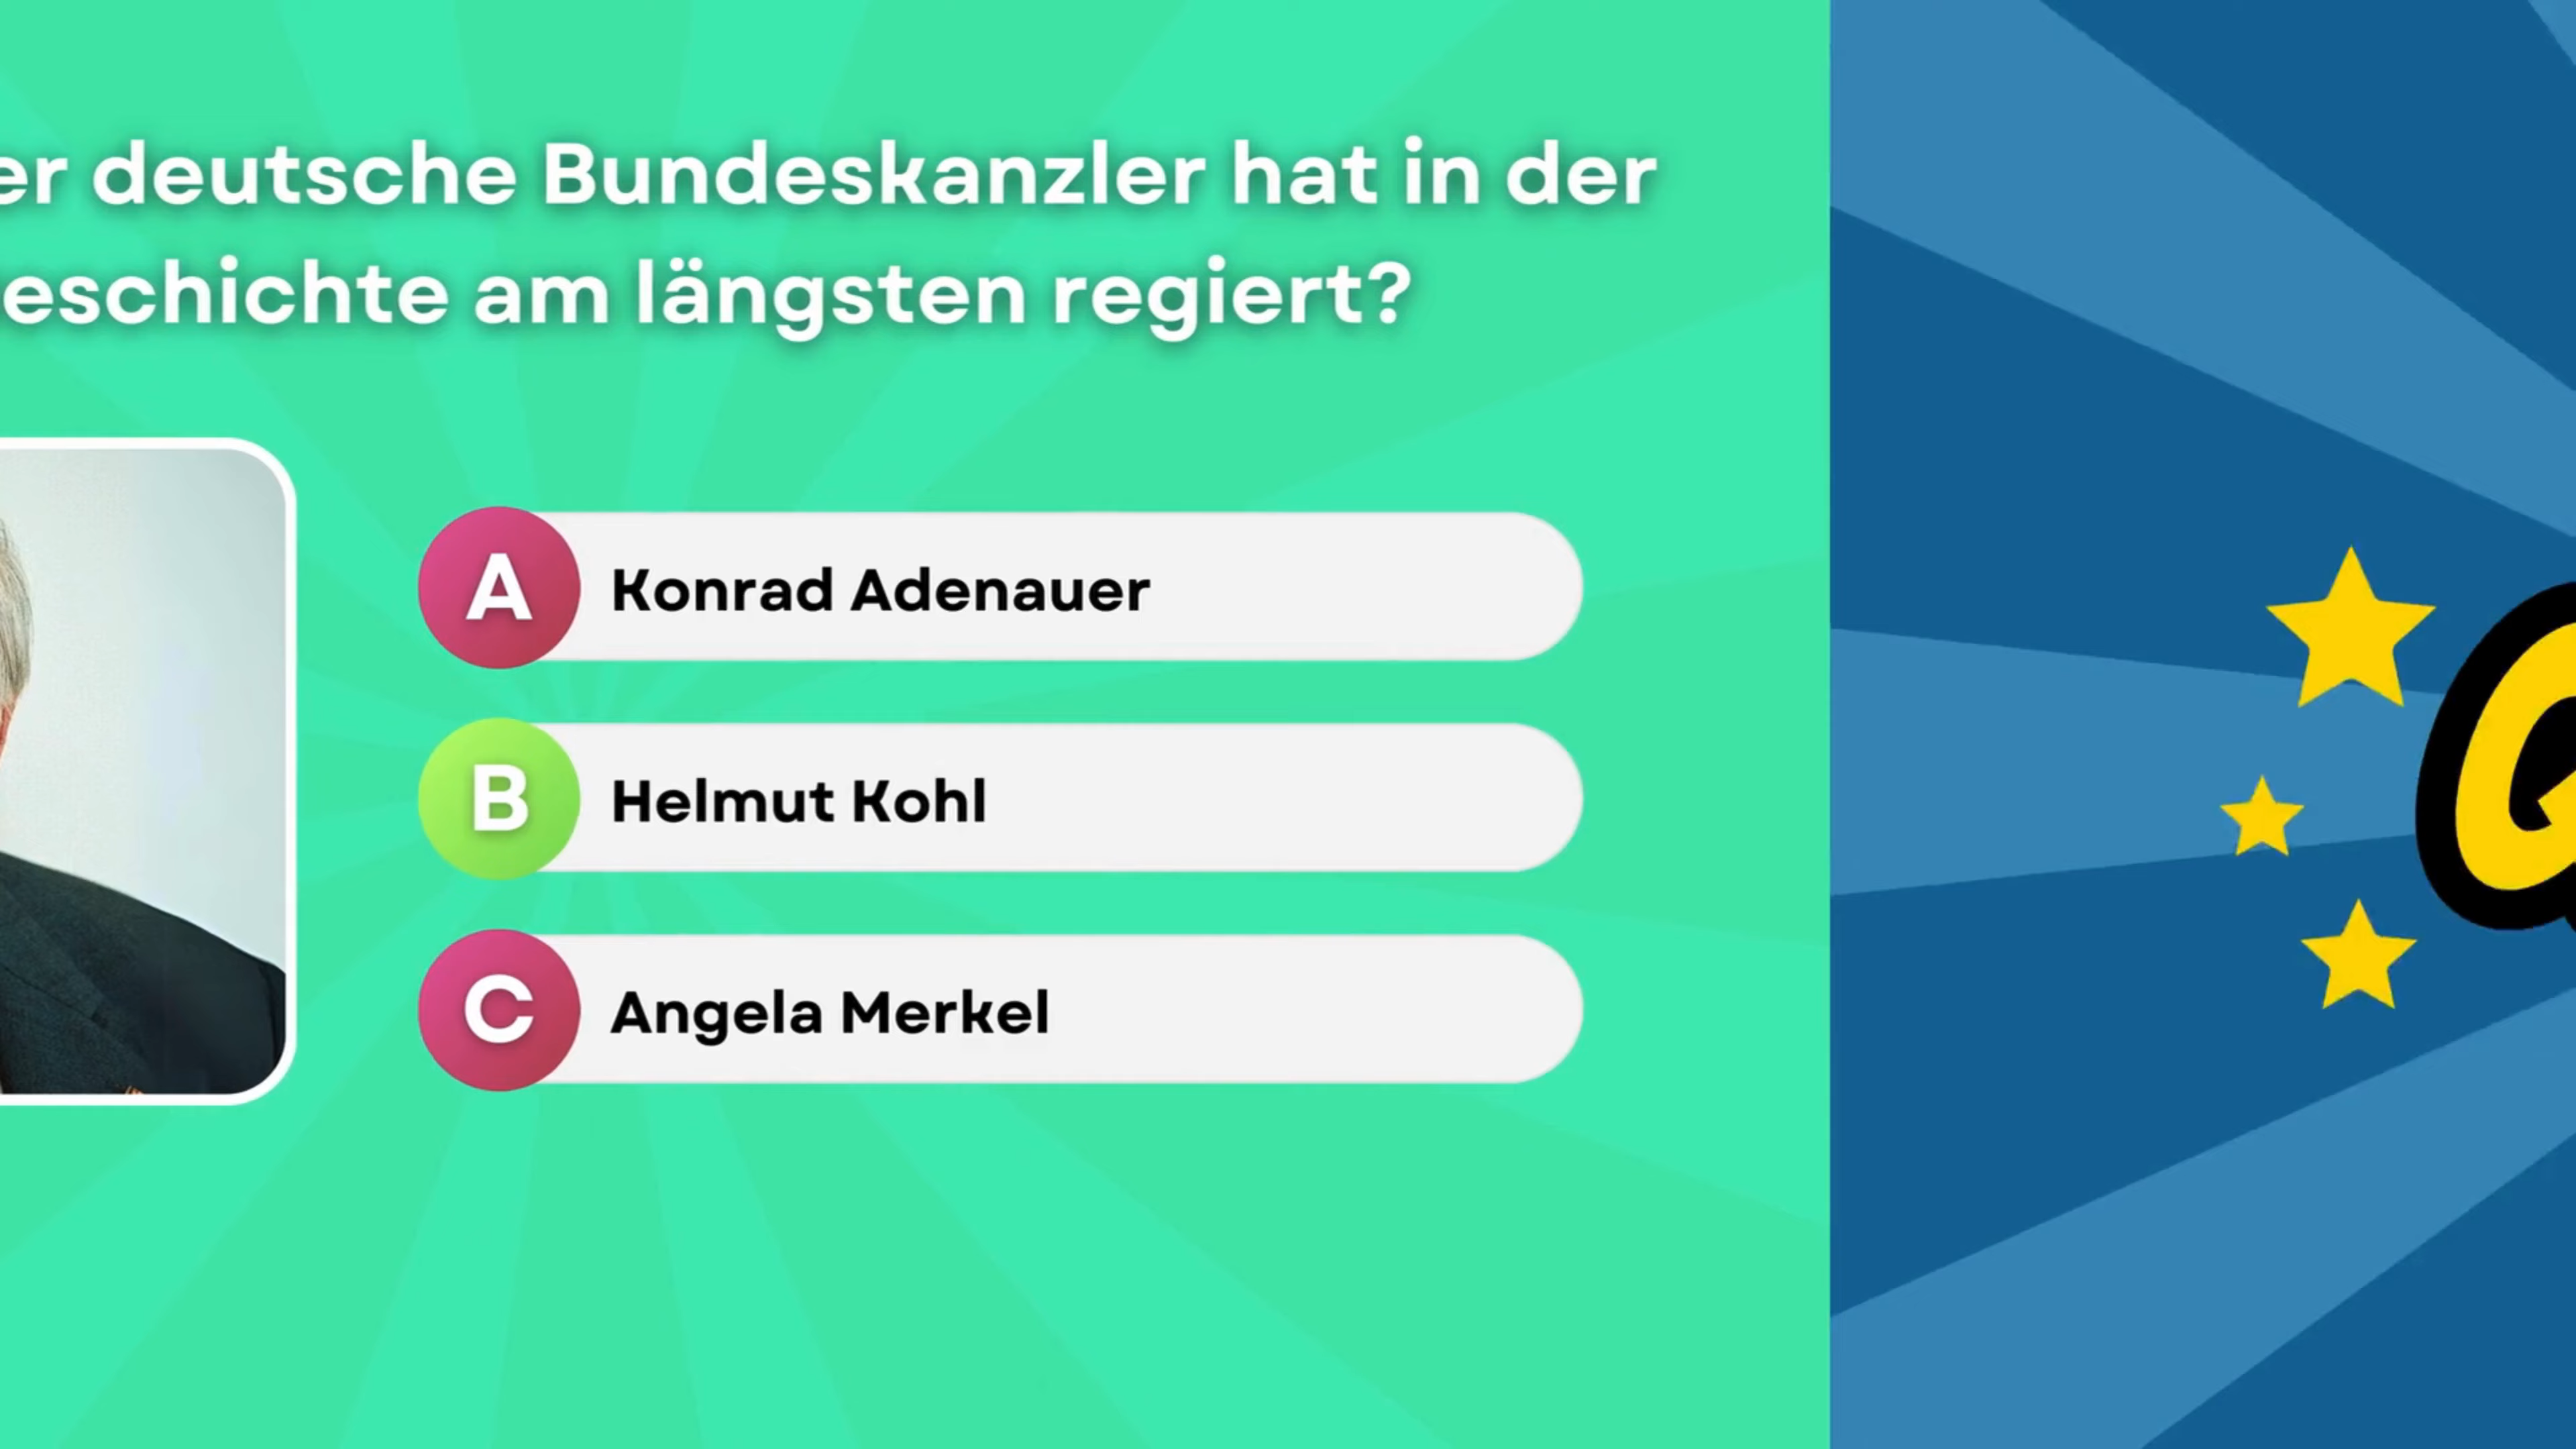 er deutsche Bundeskanzler hat in der
eschichte am längsten regiert?
A Konrad Adenauer
B Helmut Kohl
C Angela Merkel
Q